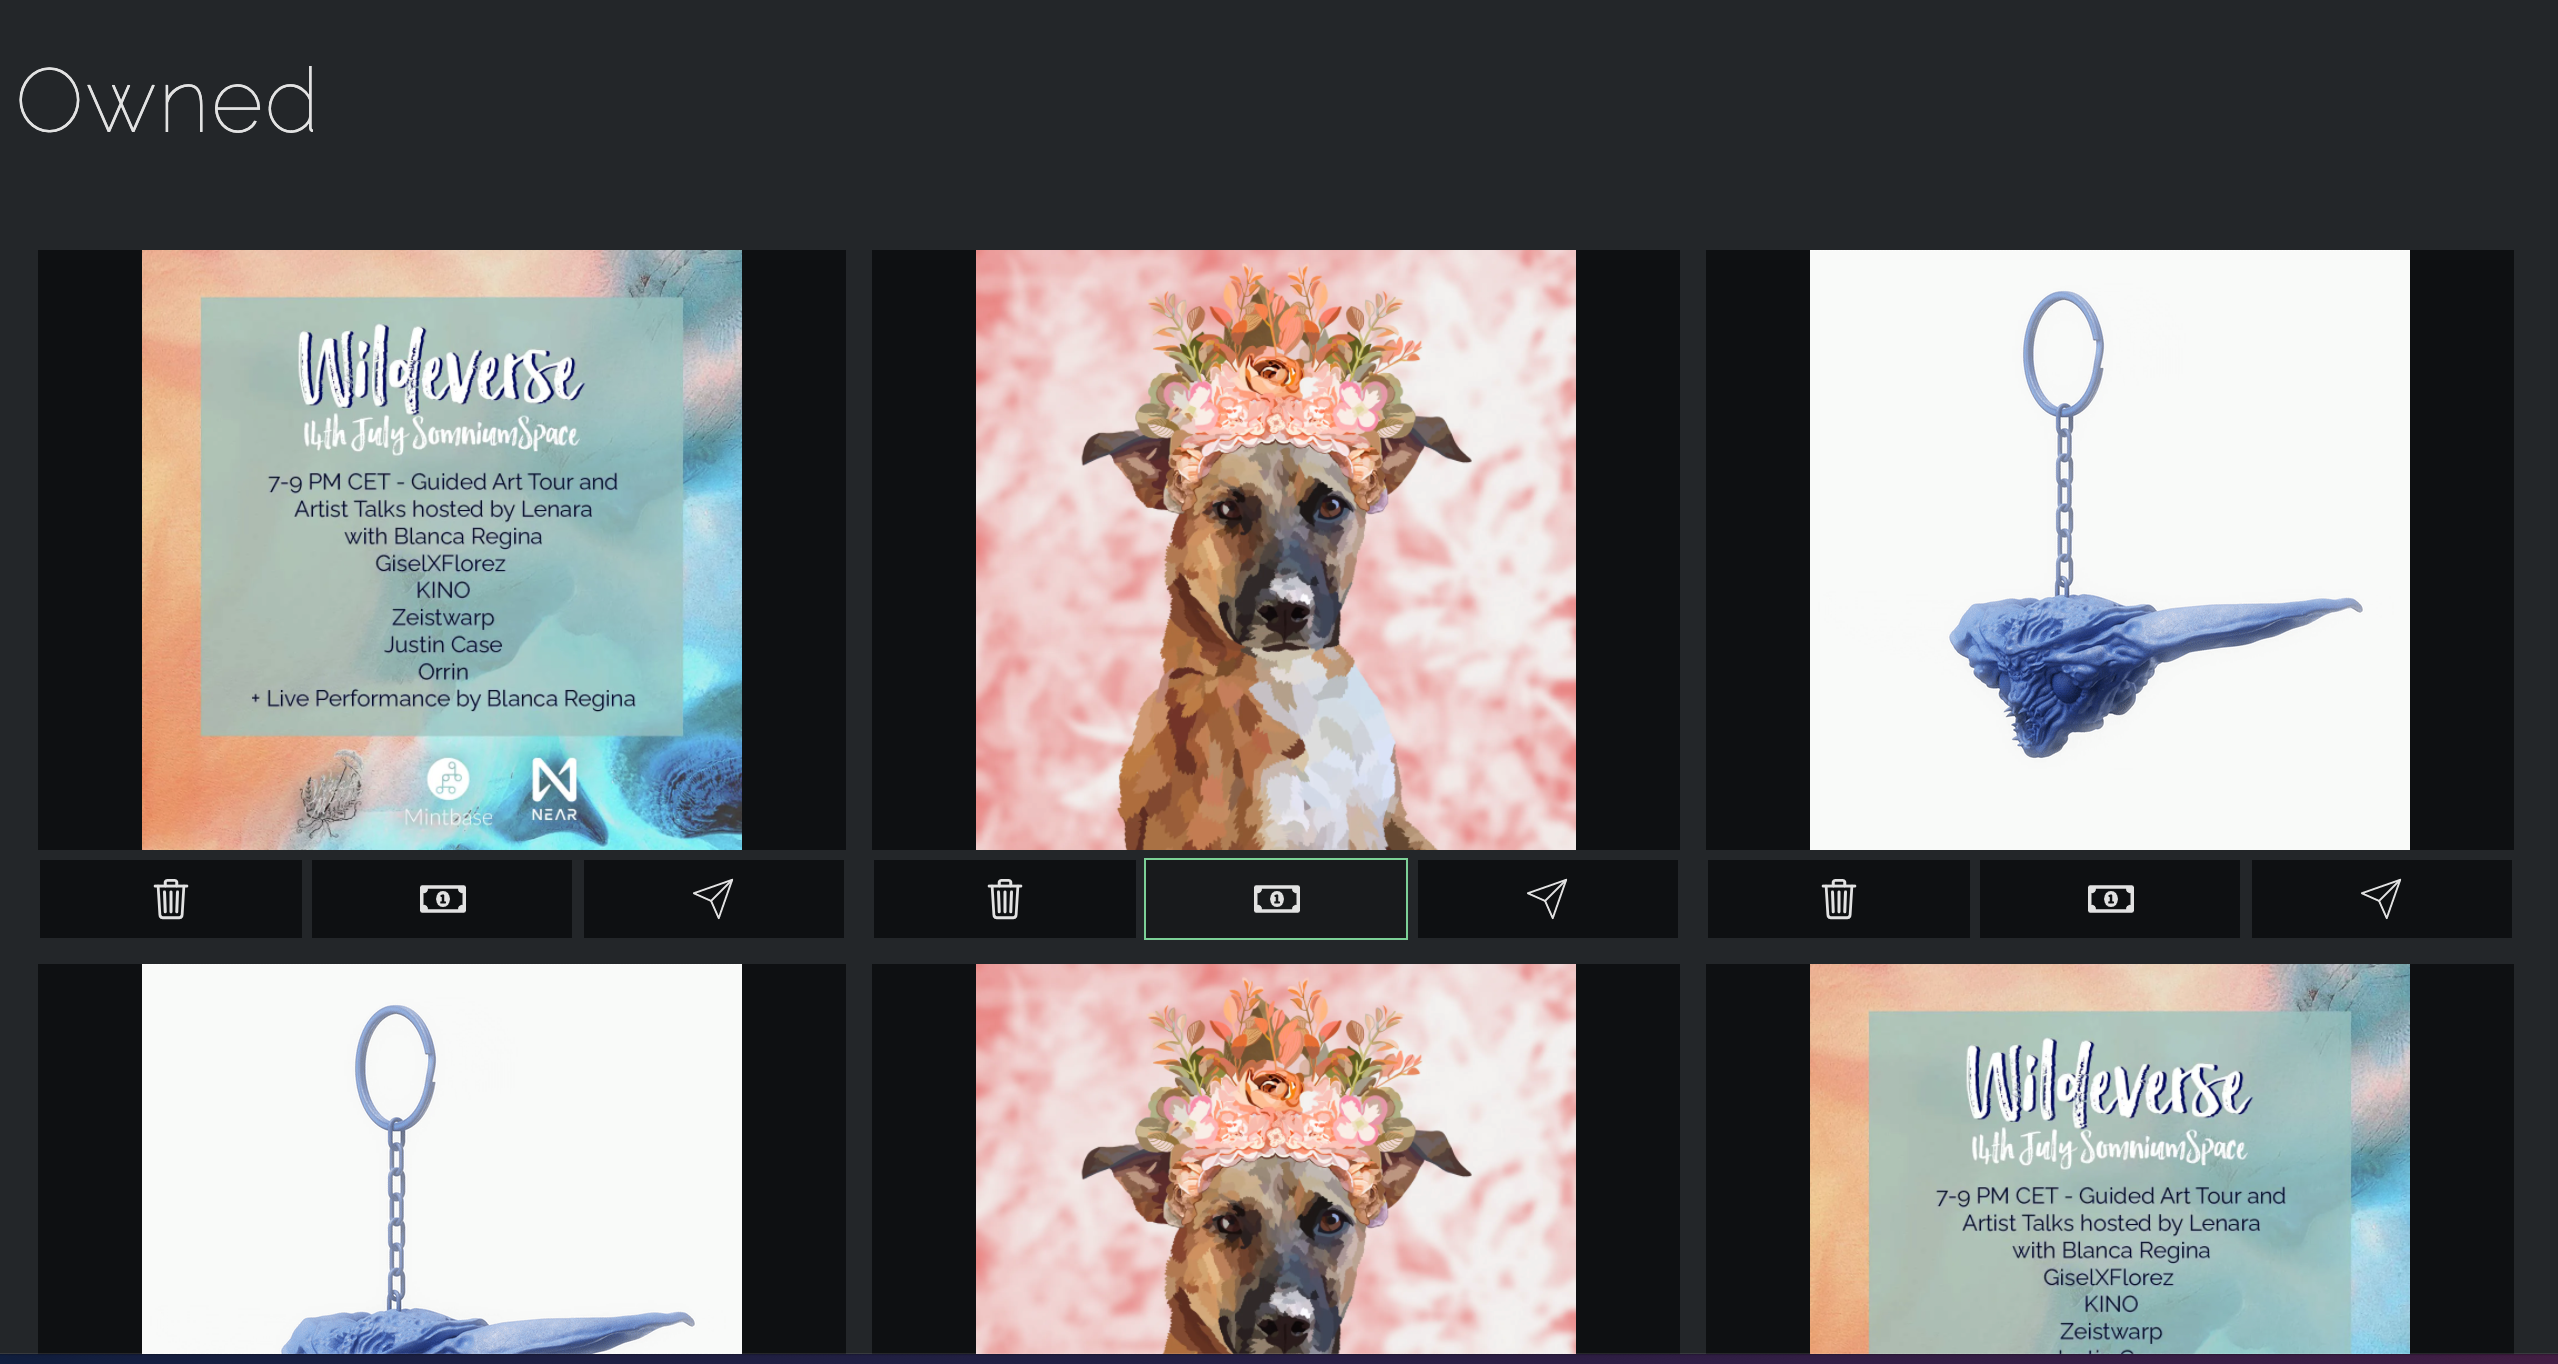 Owned
Wildeverse
14th July SomniumSpace
7-9 PM CET - Guided Art Tour and
Artist Talks hosted by Lenara
with Blanca Regina
GiselXFlorez
KINO
Zeistwarp
Justin Case
Orrin
+ Live Performance by Blanca Regina
Mintbase
NEAR
1
1
1
Wildeverse
14th July SomniumSpace
7-9 PM CET - Guided Art Tour and
Artist Talks hosted by Lenara
with Blanca Regina
GiselXFlorez
KINO
Zeistwarp